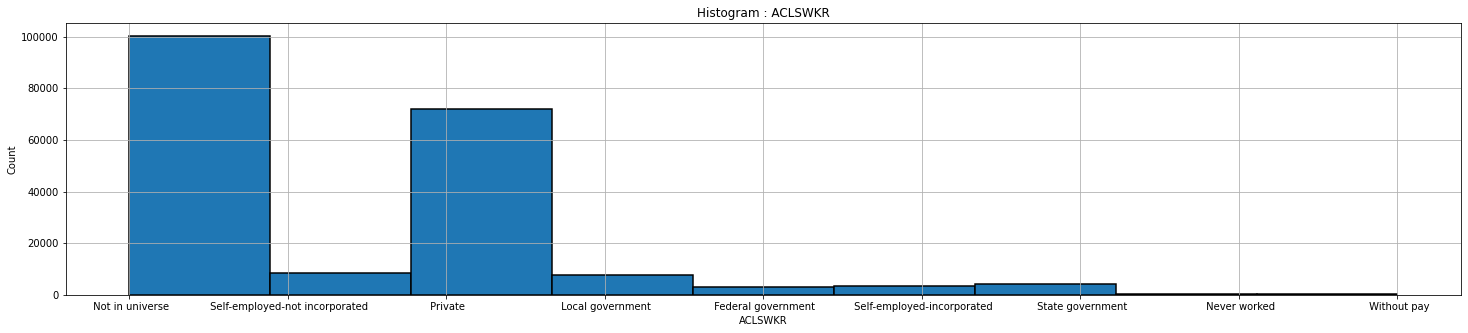 Histogram : ACLSWKR
100000
80000
60000
40000
20000
0
Count
Not in universe Self-employed-not incorporated Private Local government Federal government Self-employed-incorporated State government Never worked Without pay
ACLSWKR